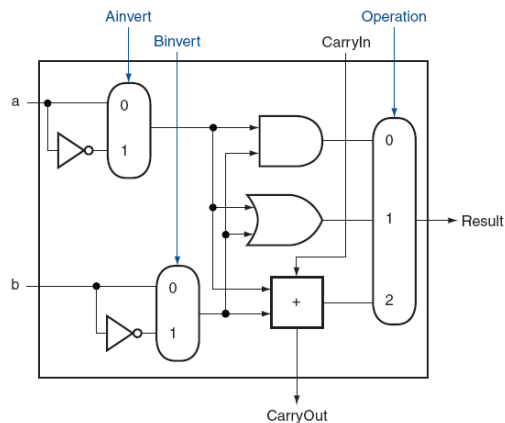 Ainvert
Operation
Binvert
CarryIn
a
0
1
0
1
Result
b
0
1
2
+
CarryOut